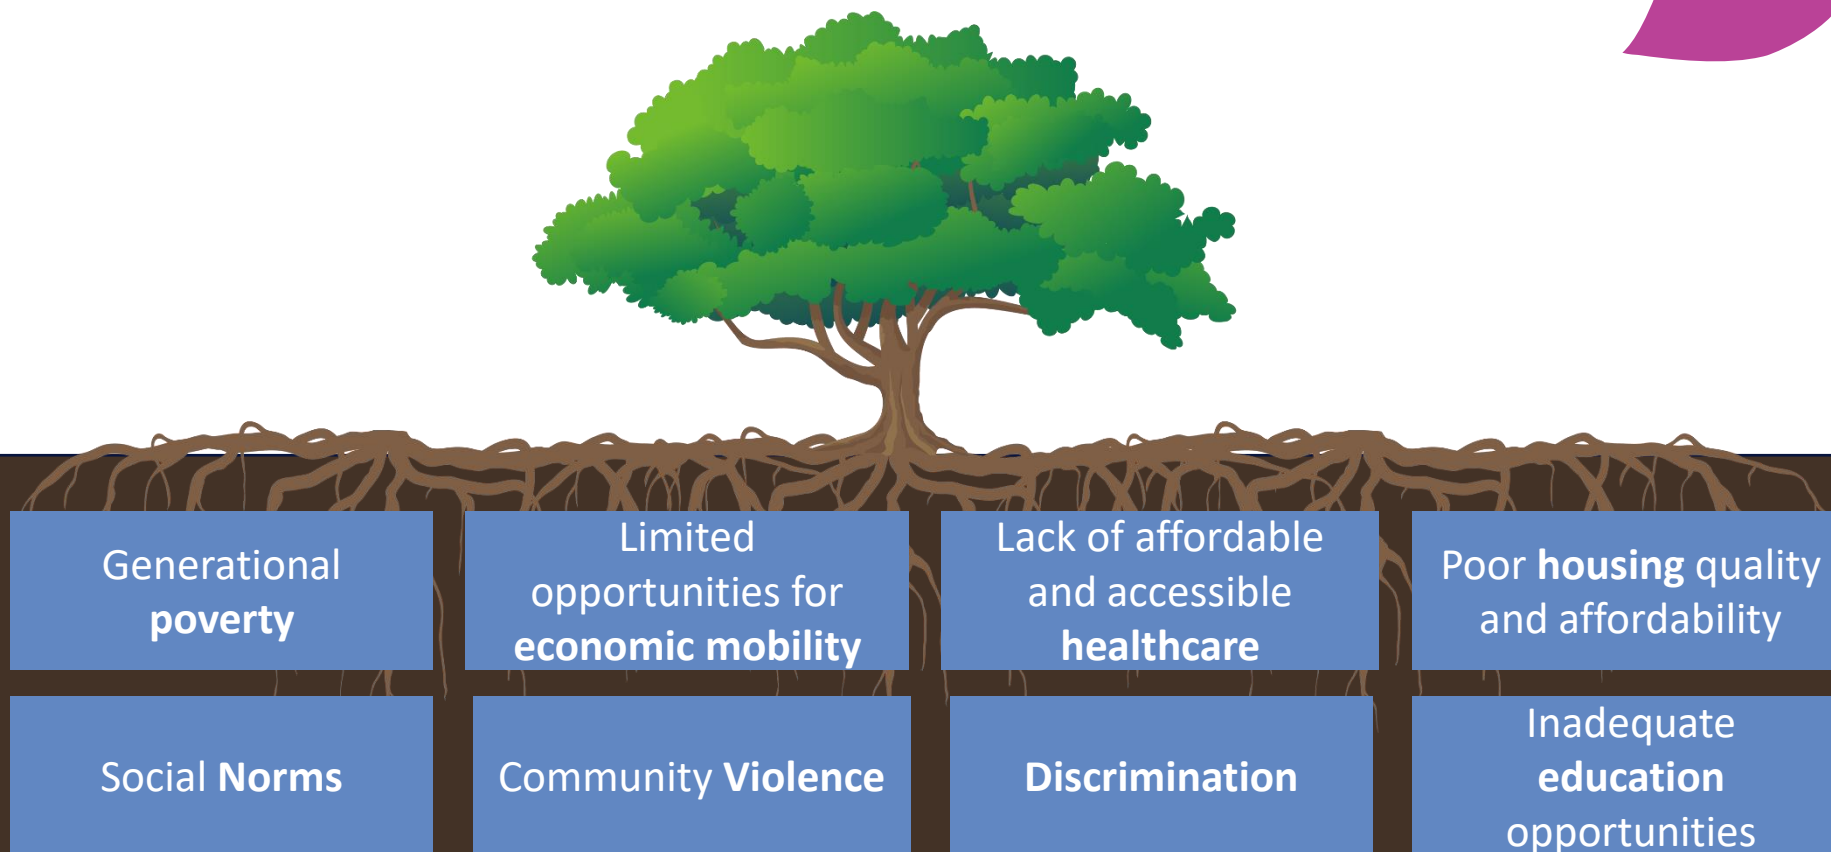 Generational
poverty
Limited
opportunities for
economic mobility
Lack of affordable
and accessible
healthcare
Poor housing quality
and affordability
Social Norms
Community Violence
Discrimination
Inadequate
education
opportunities